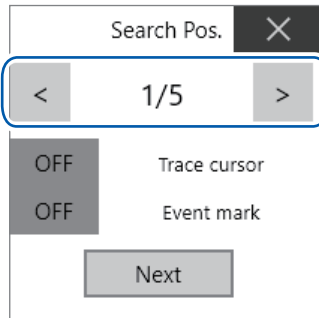 Search Pos. ×
< 1/5 >
OFF Trace cursor
OFF Event mark
Next